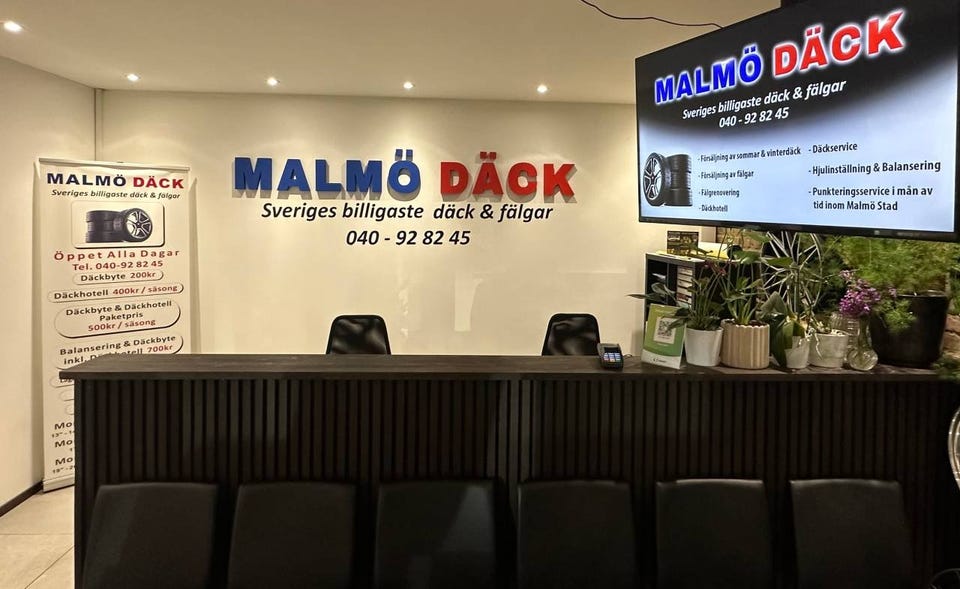 MALMÖ DÄCK
Sveriges billigaste däck & fälgar
Öppet Alla Dagar
Tel. 040-92 82 45
Däckbyte 200kr
Däckhotell 400kr / säsong
Däckbyte & Däckhotell
Paketpris
500kr / säsong
Balansering & Däckbyte
inkl. Däckhotell 700kr
MALMÖ DÄCK
Sveriges billigaste däck & fälgar
040 - 92 82 45
MALMÖ DÄCK
Sveriges billigaste däck & fälgar
040 - 92 82 45
- Försäljning av sommar & vinterdäck
- Försäljning av fälgar
- Fälgrenovering
- Däckhotell
- Däckservice
- Hjulinställning & Balansering
- Punkteringsservice i mån av
tid inom Malmö Stad